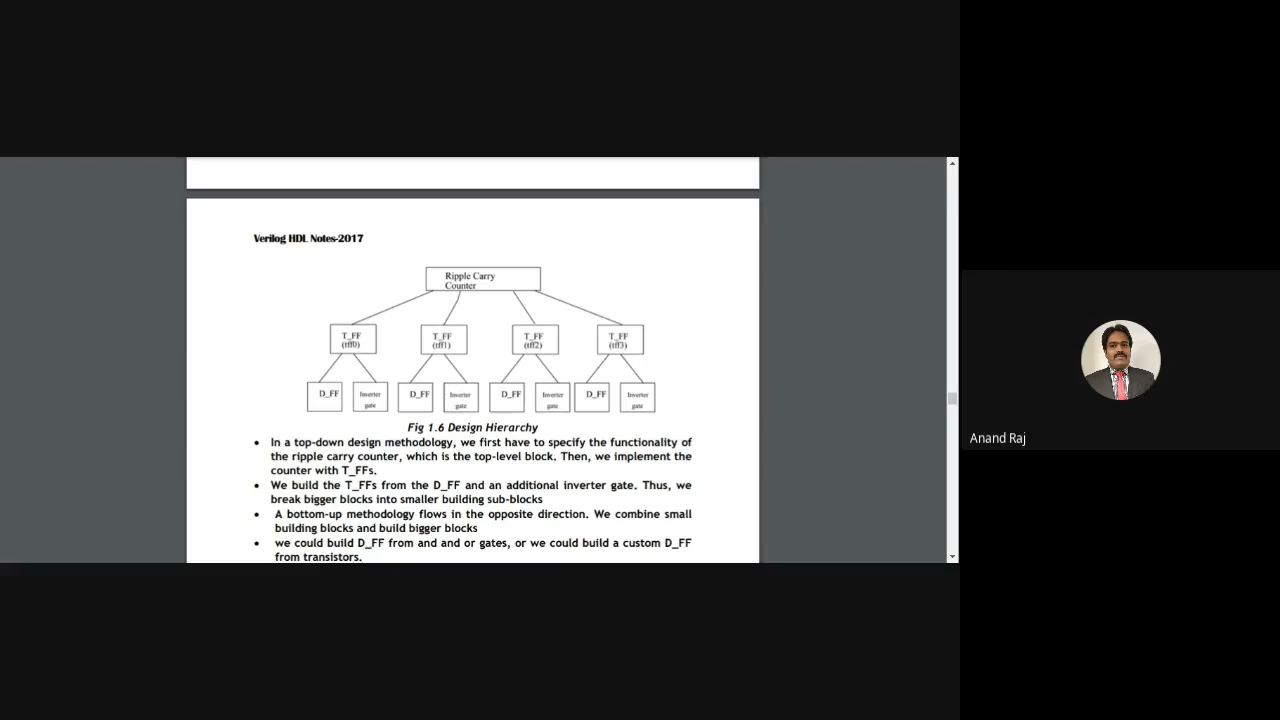 Verilog HDL Notes-2017
Ripple Carry
Counter
T_FF
(tff0)
T_FF
(tff1)
T_FF
(tff2)
T_FF
(tff3)
D_FF
Inverter
gate
D_FF
Inverter
gate
D_FF
Inverter
gate
D_FF
Inverter
gate
Fig 1.6 Design Hierarchy
• In a top-down design methodology, we first have to specify the functionality of
the ripple carry counter, which is the top-level block. Then, we implement the
counter with T_FFs.
• We build the T_FFs from the D_FF and an additional inverter gate. Thus, we
break bigger blocks into smaller building sub-blocks
• A bottom-up methodology flows in the opposite direction. We combine small
building blocks and build bigger blocks
• we could build D_FF from and and or gates, or we could build a custom D_FF
from transistors.
Anand Raj